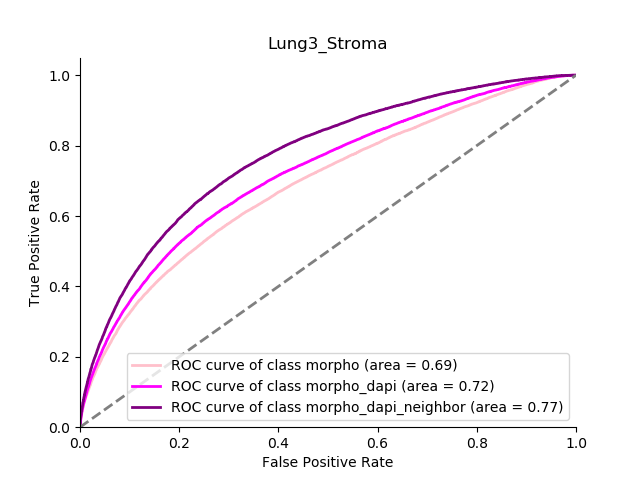 Lung3_Stroma
1.0
0.8
0.6
0.4
0.2
0.0
True Positive Rate
ROC curve of class morpho (area = 0.69)
ROC curve of class morpho_dapi (area = 0.72)
ROC curve of class morpho_dapi_neighbor (area = 0.77)
0.0 0.2 0.4 0.6 0.8 1.0
False Positive Rate